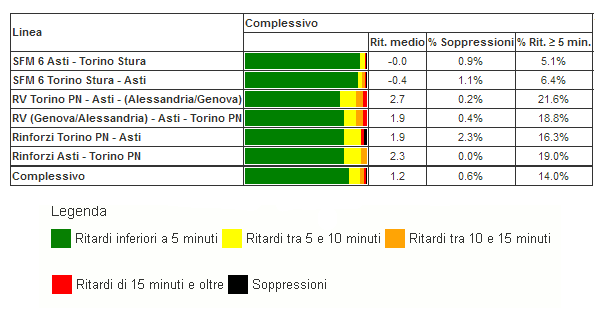 Linea Complessivo
Rit. medio % Soppressioni % Rit. ≥ 5 min.
SFM 6 Asti - Torino Stura -0.0 0.9% 5.1%
SFM 6 Torino Stura - Asti -0.4 1.1% 6.4%
RV Torino PN - Asti - (Alessandria/Genova) 2.7 0.2% 21.6%
RV (Genova/Alessandria) - Asti - Torino PN 1.9 0.4% 18.8%
Rinforzi Torino PN - Asti 1.9 2.3% 16.3%
Rinforzi Asti - Torino PN 2.3 0.0% 19.0%
Complessivo 1.2 0.6% 14.0%
Legenda
Ritardi inferiori a 5 minuti Ritardi tra 5 e 10 minuti Ritardi tra 10 e 15 minuti
Ritardi di 15 minuti e oltre Soppressioni